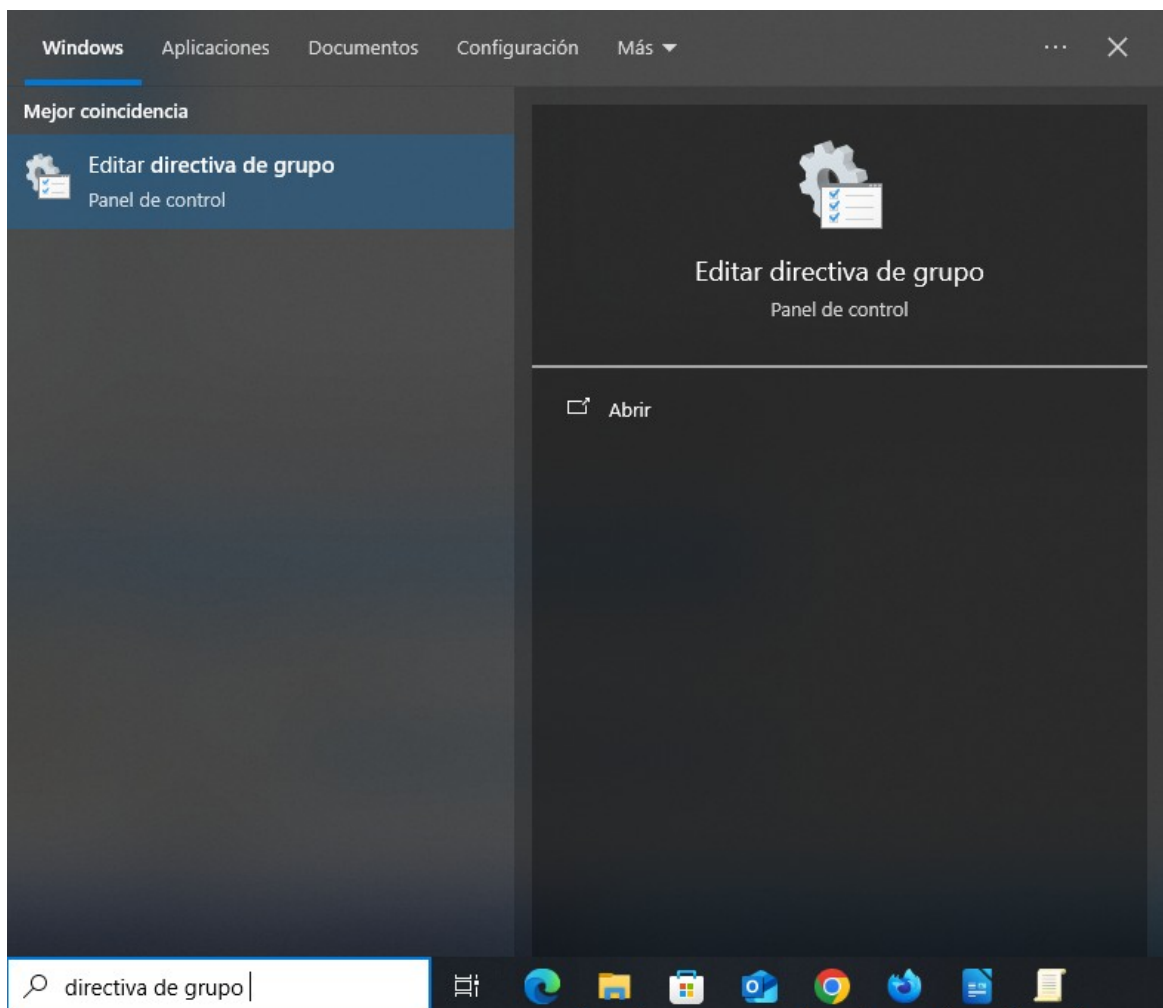 Windows Aplicaciones Documentos Configuración Más
Mejor coincidencia
Editar directiva de grupo
Panel de control
Editar directiva de grupo
Panel de control
Abrir
directiva de grupo